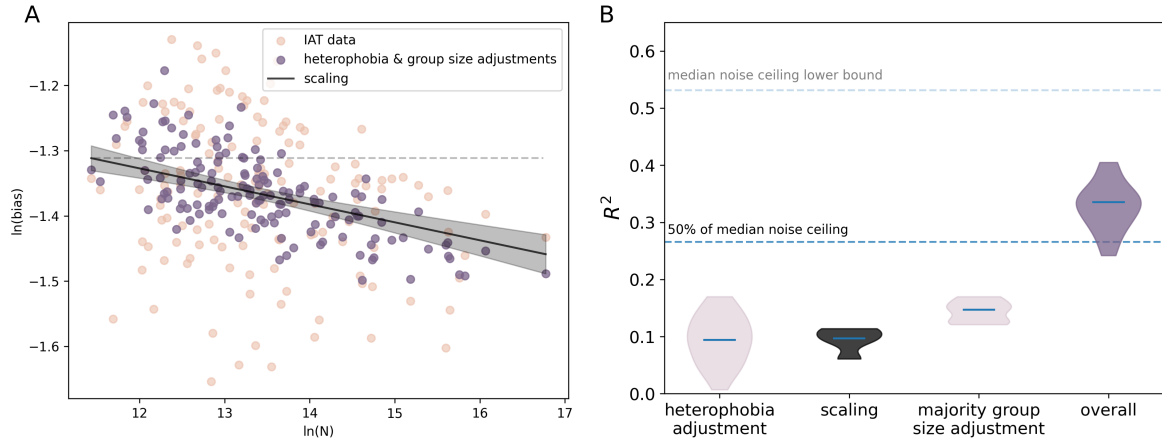 A
IAT data
heterophobia & group size adjustments
scaling
ln(bias)
−1.2
−1.3
−1.4
−1.5
−1.6
12
13
14
15
16
17
ln(N)
B
R²
0.6
0.5
0.4
0.3
0.2
0.1
0.0
median noise ceiling lower bound
50% of median noise ceiling
heterophobia
adjustment
scaling
majority group
size adjustment
overall